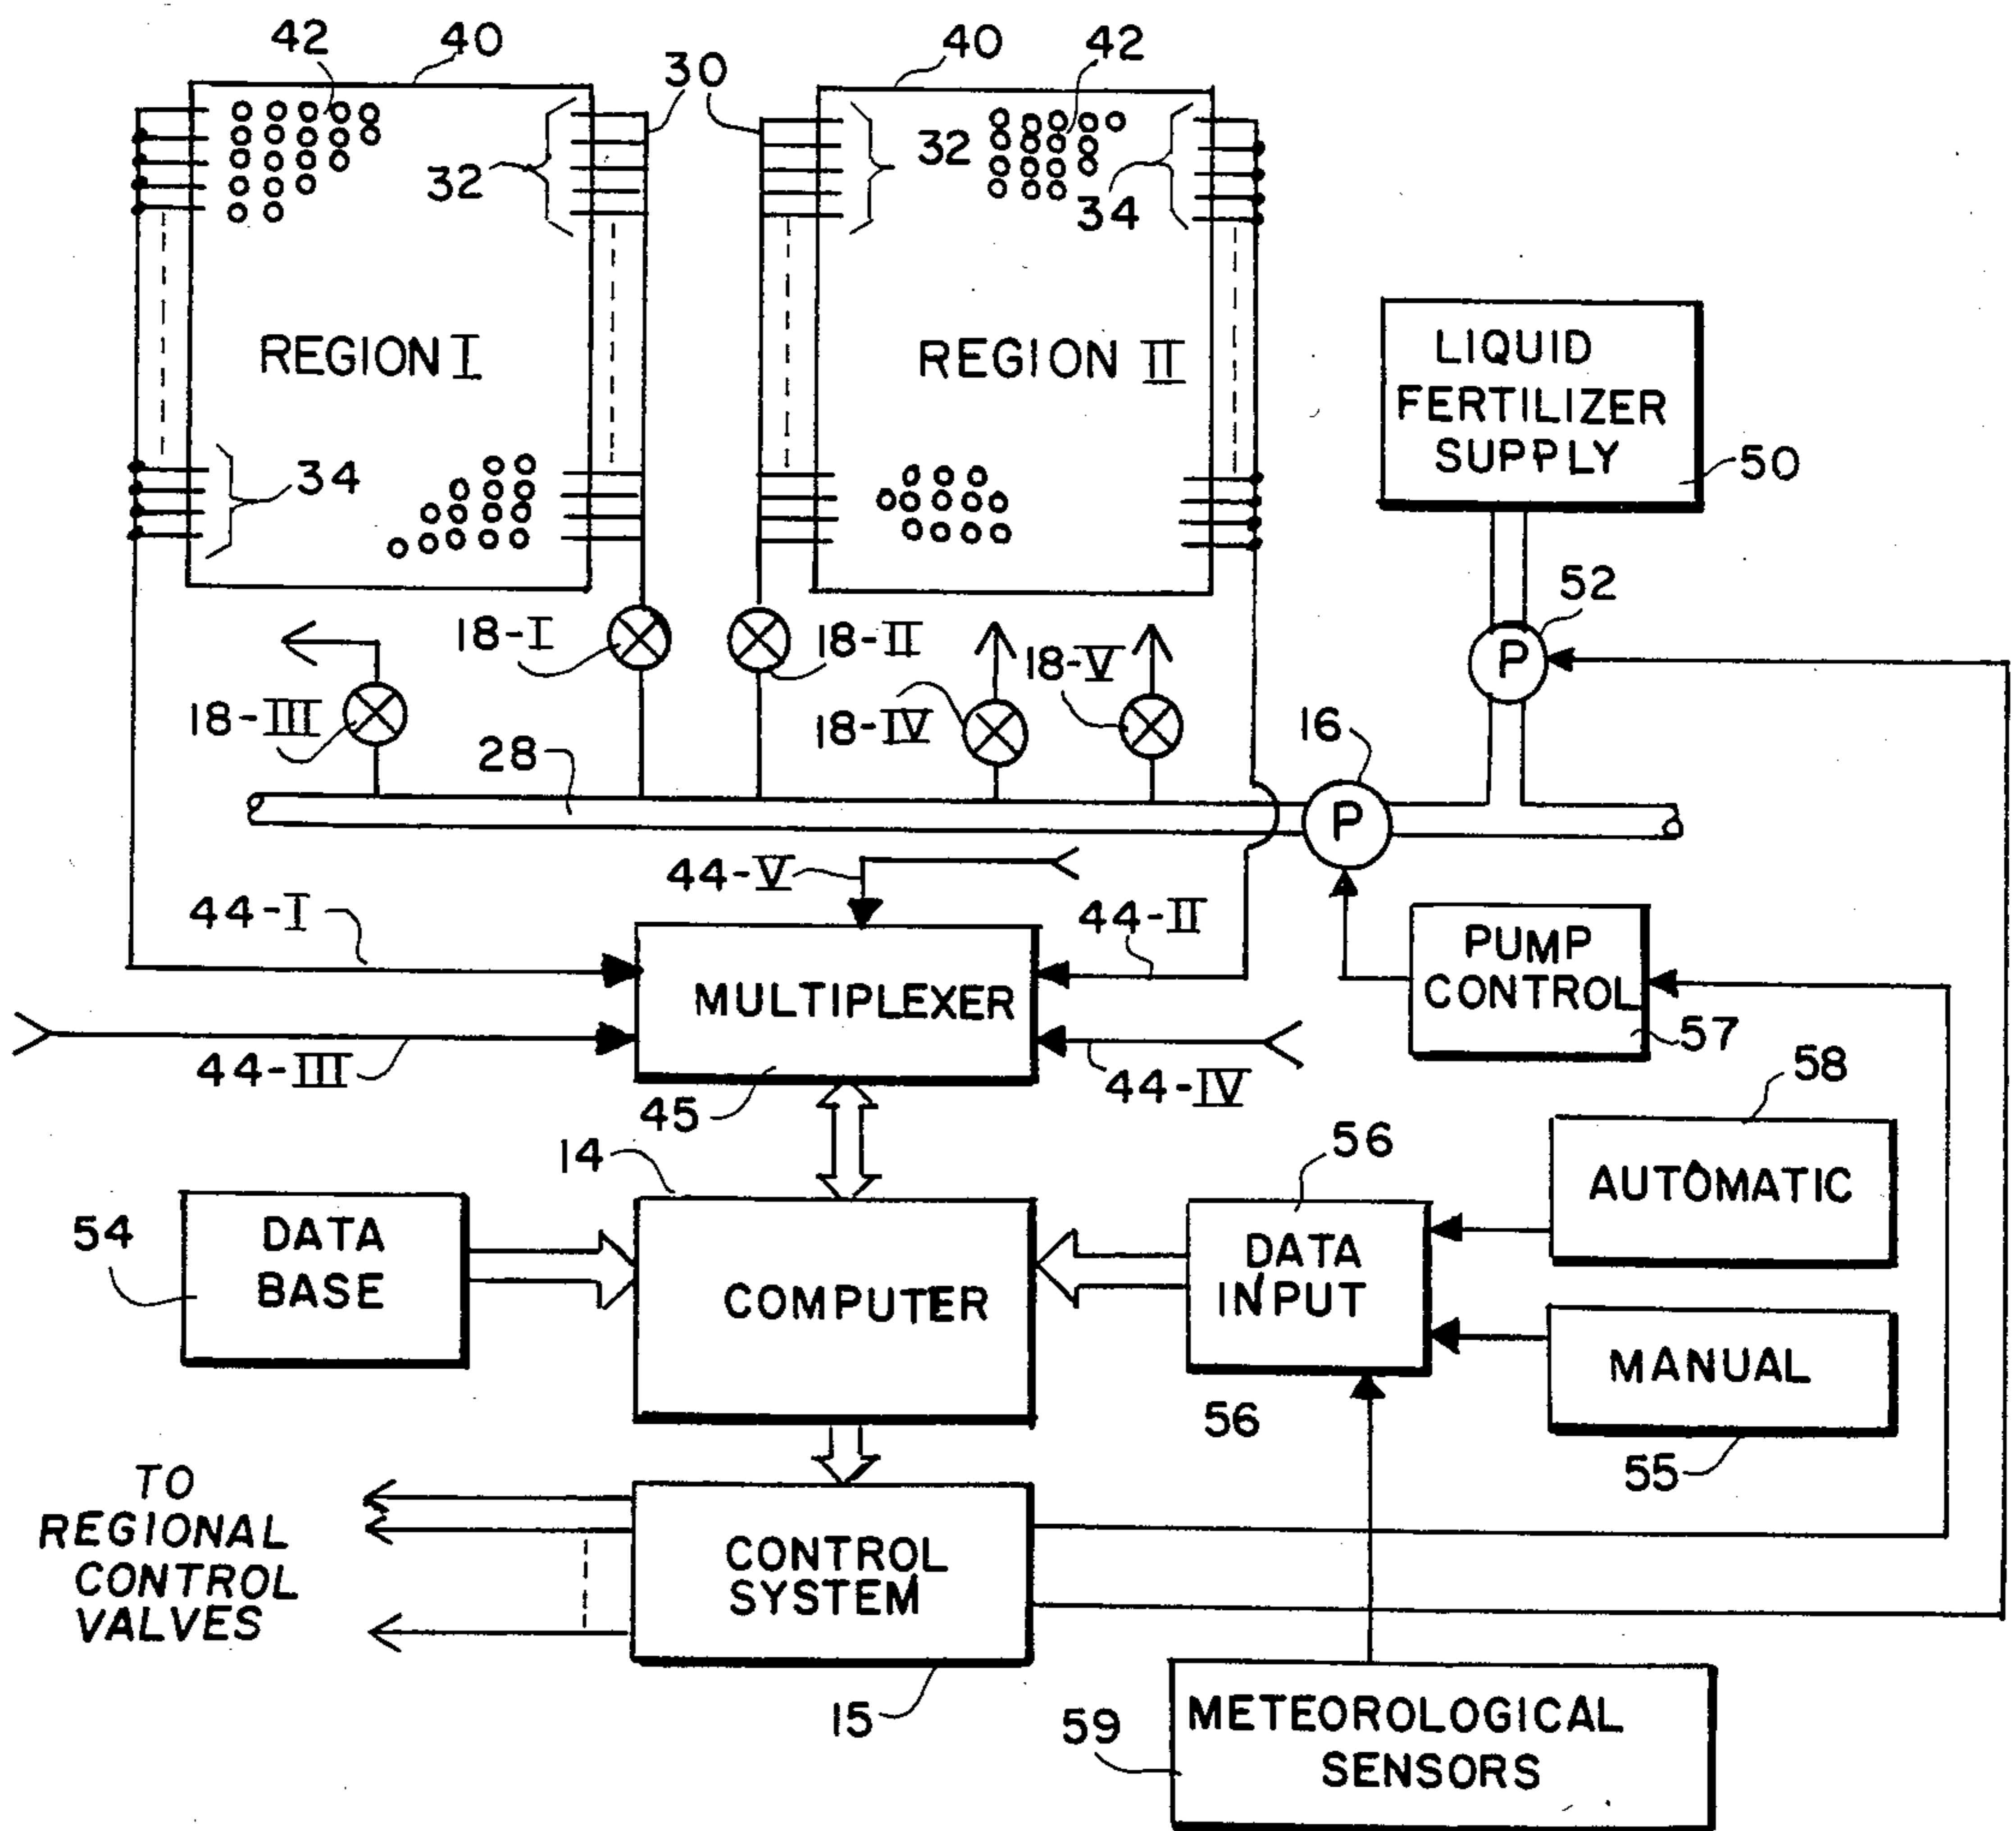 42
40
30
40
42
32
32
34
REGION I
REGION II
34
LIQUID
FERTILIZER
SUPPLY
50
52
P
18-I
18-II
18-V
18-III
18-IV
16
28
P
44-V
44-I
44-II
PUMP
CONTROL
57
MULTIPLEXER
44-III
44-IV
45
58
14
56
AUTOMATIC
54
DATA
BASE
DATA
INPUT
COMPUTER
MANUAL
56
55
TO
REGIONAL
CONTROL
VALVES
CONTROL
SYSTEM
15
59
METEOROLOGICAL
SENSORS